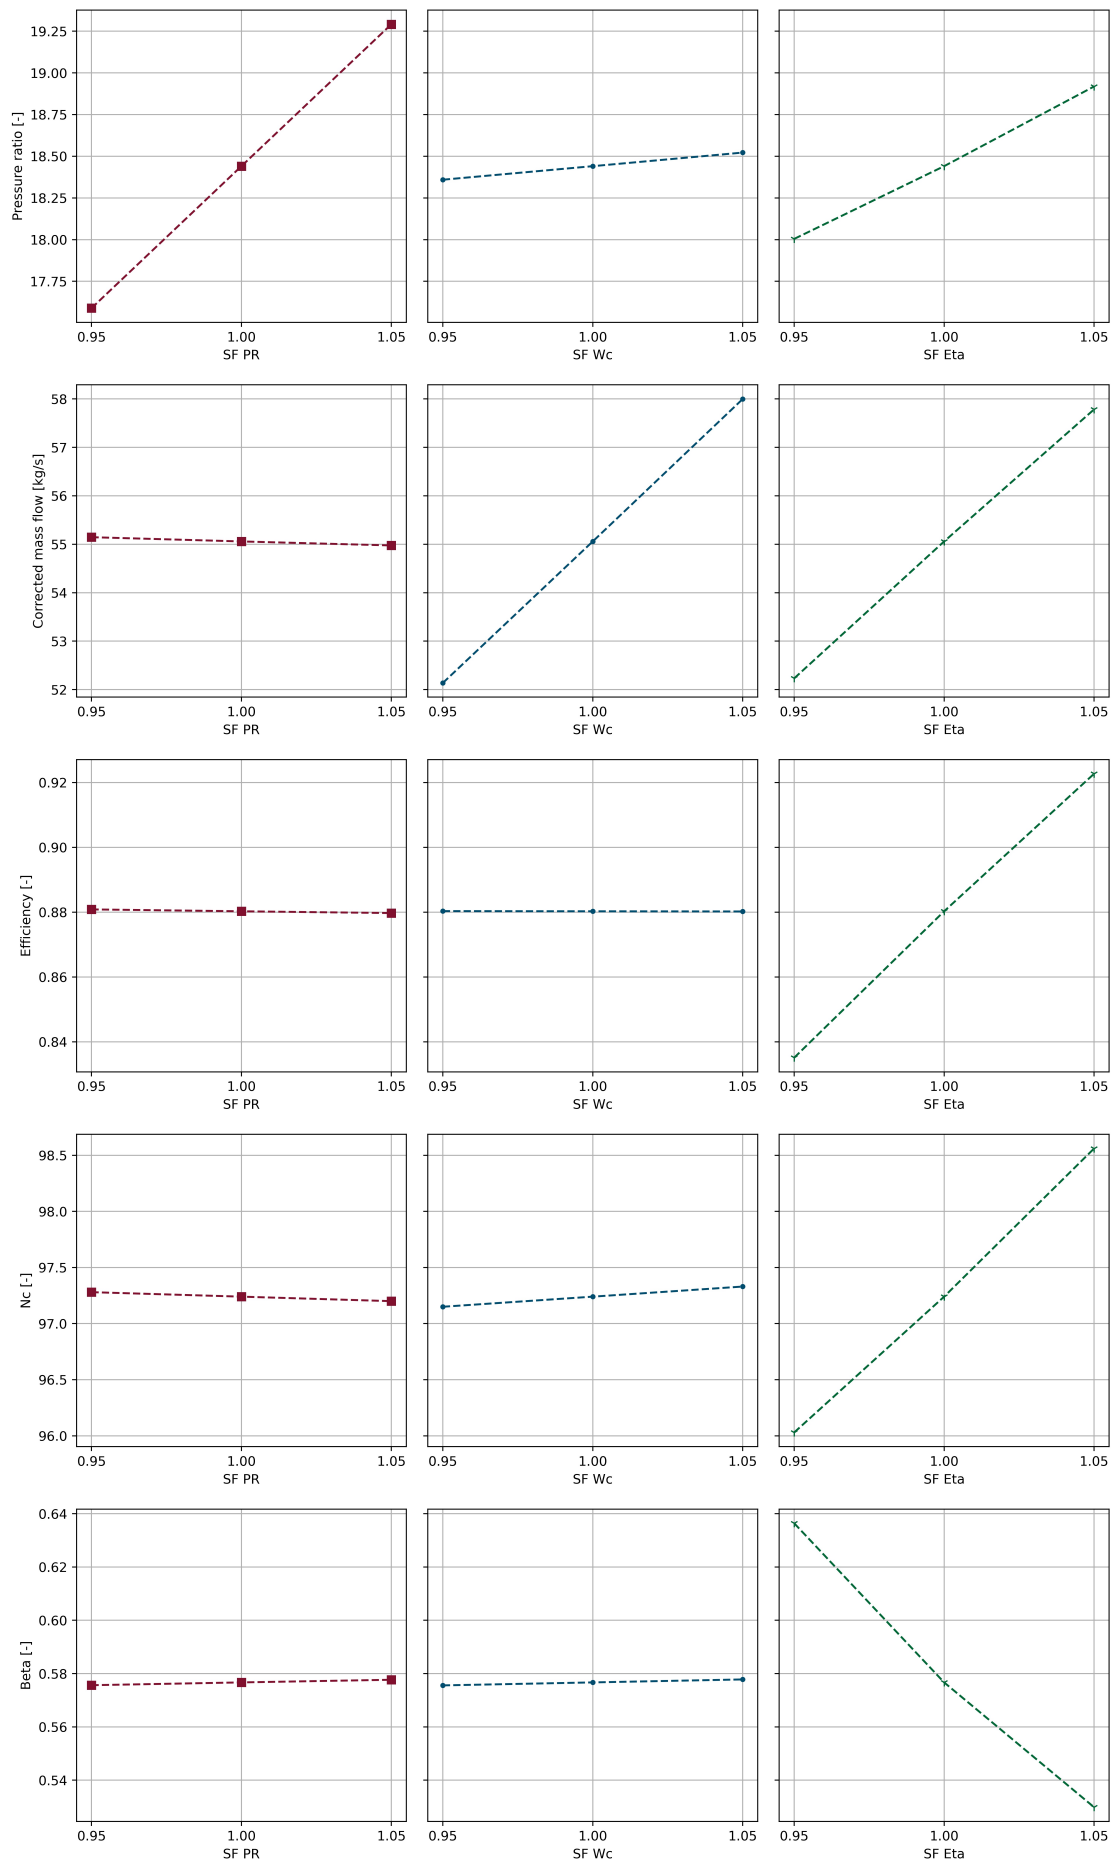 Pressure ratio [-]
19.25
19.00
18.75
18.50
18.25
18.00
17.75
0.95 1.00 1.05
SF PR
0.95 1.00 1.05
SF Wc
0.95 1.00 1.05
SF Eta
Corrected mass flow [kg/s]
58
57
56
55
54
53
52
0.95 1.00 1.05
SF PR
0.95 1.00 1.05
SF Wc
0.95 1.00 1.05
SF Eta
Efficiency [-]
0.92
0.90
0.88
0.86
0.84
0.95 1.00 1.05
SF PR
0.95 1.00 1.05
SF Wc
0.95 1.00 1.05
SF Eta
Nc [-]
98.5
98.0
97.5
97.0
96.5
96.0
0.95 1.00 1.05
SF PR
0.95 1.00 1.05
SF Wc
0.95 1.00 1.05
SF Eta
Beta [-]
0.64
0.62
0.60
0.58
0.56
0.54
0.95 1.00 1.05
SF PR
0.95 1.00 1.05
SF Wc
0.95 1.00 1.05
SF Eta